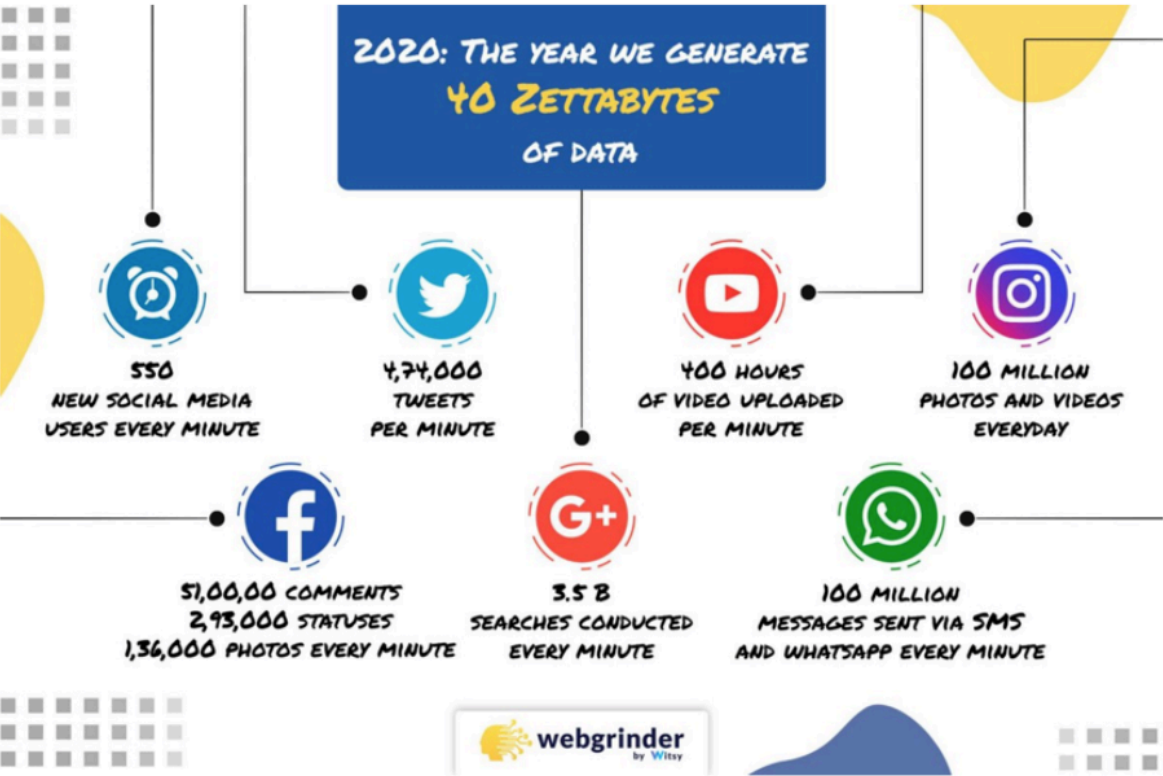 2020: THE YEAR WE GENERATE
40 ZETTABYTES
OF DATA
550
NEW SOCIAL MEDIA
USERS EVERY MINUTE
4,74,000
TWEETS
PER MINUTE
400 HOURS
OF VIDEO UPLOADED
PER MINUTE
100 MILLION
PHOTOS AND VIDEOS
EVERYDAY
f
51,00,00 COMMENTS
2,93,000 STATUSES
1,36,000 PHOTOS EVERY MINUTE
G+
3.5 B
SEARCHES CONDUCTED
EVERY MINUTE
100 MILLION
MESSAGES SENT VIA SMS
AND WHATSAPP EVERY MINUTE
webgrinder
by Witsy